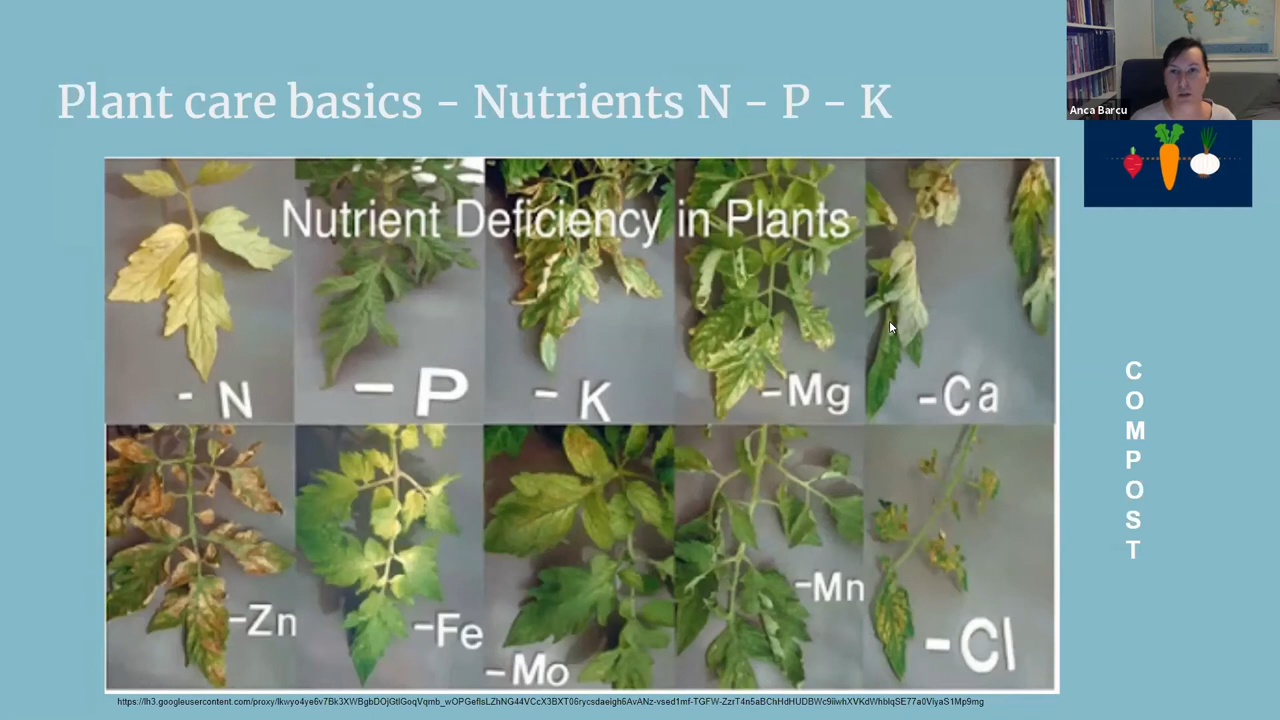 Plant care basics - Nutrients N - P - K
Anca Barcu
Nutrient Deficiency in Plants
- N
- P
- K
-Mg
-Ca
-Zn
-Fe
-Mo
-Mn
-Cl
C
O
M
P
O
S
T